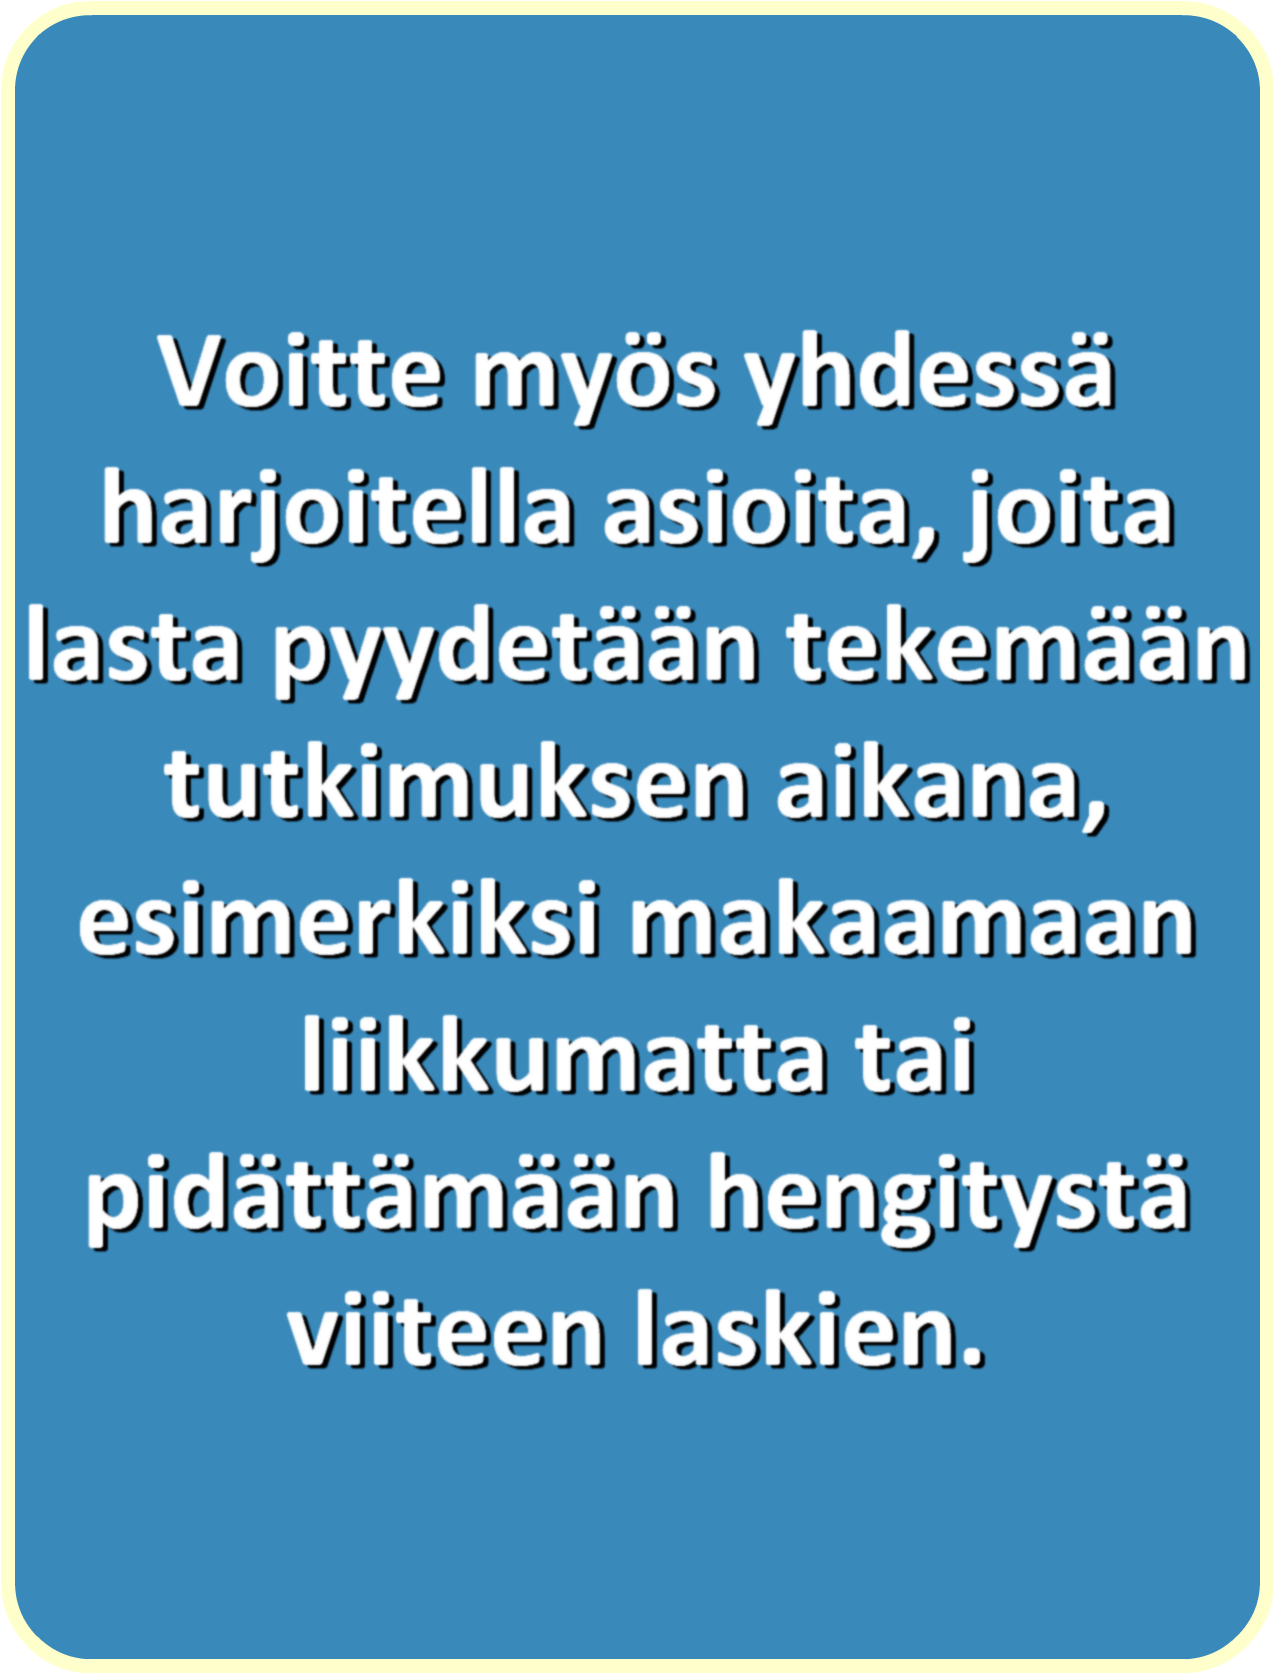 Voitte myös yhdessä
harjoitella asioita, joita
lasta pyydetään tekemään
tutkimuksen aikana,
esimerkiksi makaamaan
liikkumatta tai
pidättämään hengitystä
viiteen laskien.